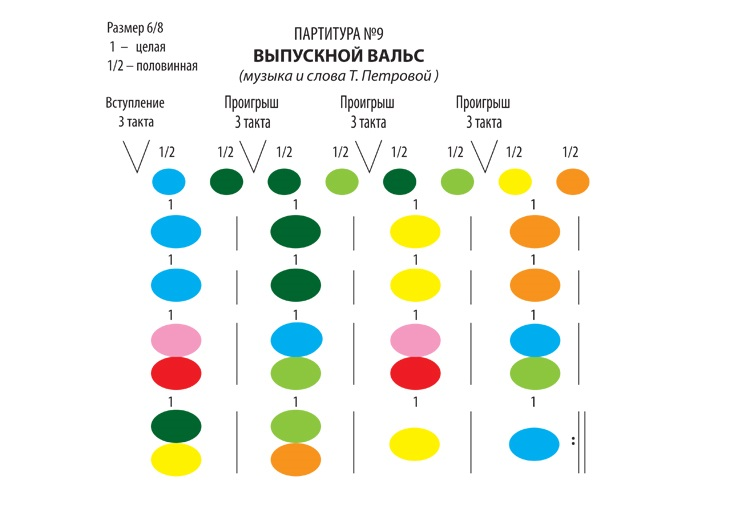 Размер 6/8
1 – целая
1/2 – половинная
ПАРТИТУРА №9
ВЫПУСКНОЙ ВАЛЬС
(музыка и слова Т. Петровой )
Вступление
3 такта
Проигрыш
3 такта
Проигрыш
3 такта
Проигрыш
3 такта
1/2 1/2 1/2 1/2 1/2 1/2 1/2
1 1 1 1
1 1 1 1
1 1 1 1
1 1 1 1